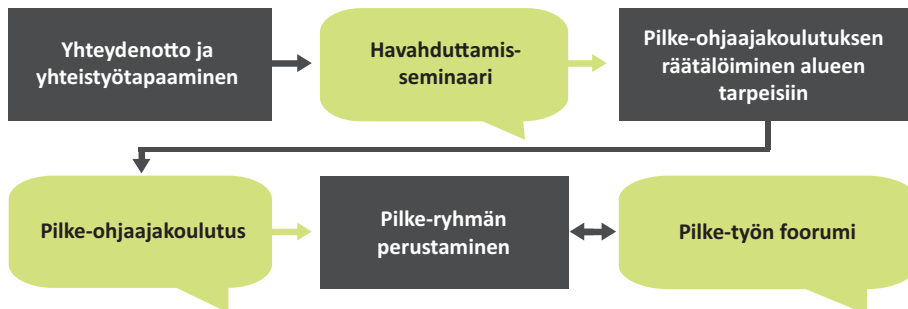 Yhteydenotto ja
yhteistyötapaaminen
Havahduttamis-
seminaari
Pilke-ohjaajakoulutuksen
räätälöiminen alueen
tarpeisiin
Pilke-ohjaajakoulutus
Pilke-ryhmän
perustaminen
Pilke-työn foorumi